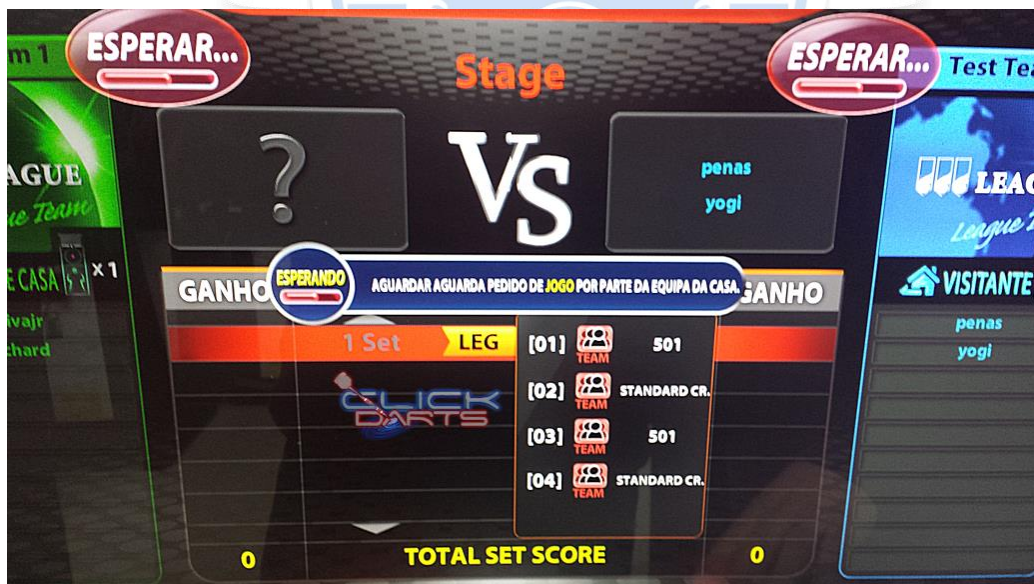 m 1
ESPERAR...
ESPERAR...
Test Tea
Stage
AGUE
ue Team
?
VS
penas
yogi
LEAG
League
E CASA x 1
GANHO
ESPERANDO
AGUARDAR AGUARDA PEDIDO DE JOGO POR PARTE DA EQUIPA DA CASA.
GANHO
VISITANTE
ivajr
chard
1 Set
LEG
[01] TEAM 501
[02] TEAM STANDARD CR.
[03] TEAM 501
[04] TEAM STANDARD CR.
CLICK
DARTS
penas
yogi
0
TOTAL SET SCORE
0